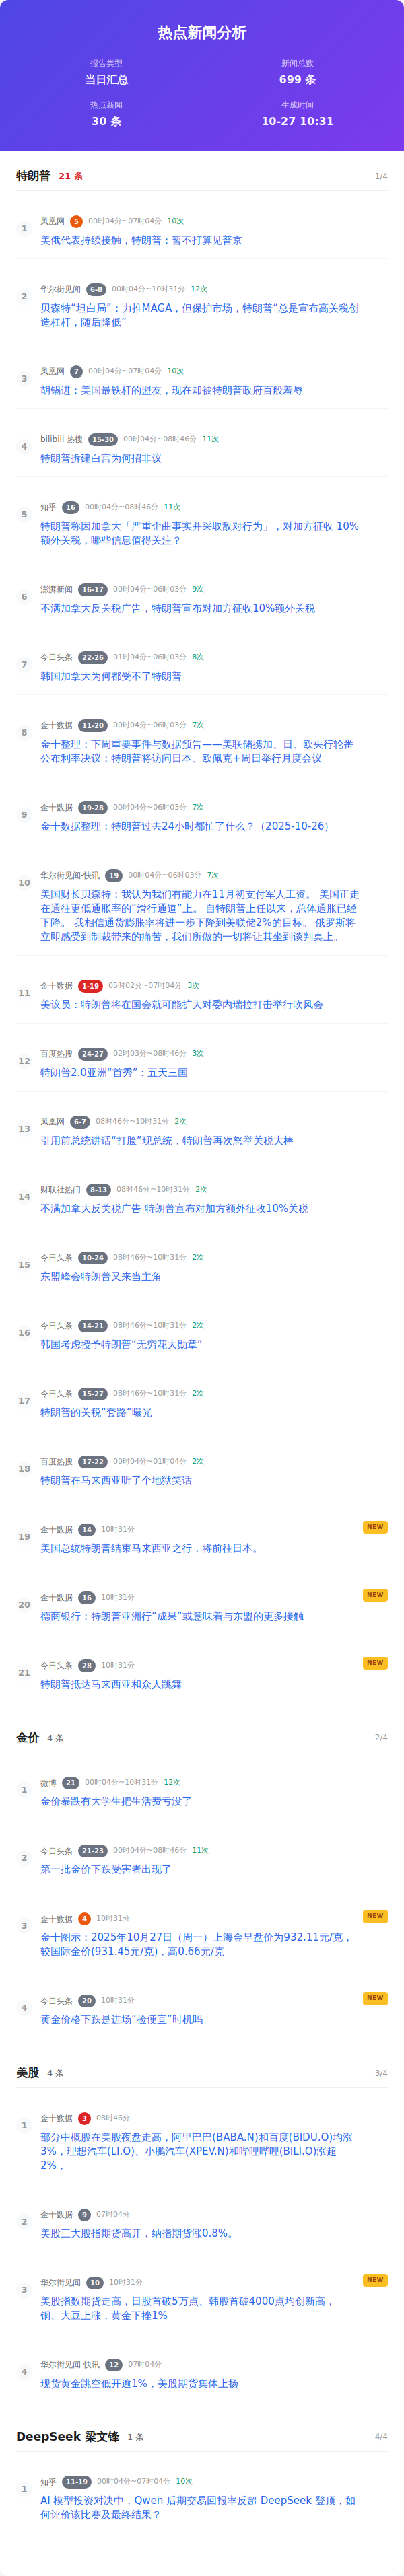 热点新闻分析
报告类型
当日汇总
新闻总数
699 条
热点新闻
30 条
生成时间
10-27 10:31
特朗普 21 条 1/4
1
凤凰网 5 00时04分~07时04分 10次
美俄代表持续接触，特朗普：暂不打算见普京
2
华尔街见闻 6-8 00时04分~10时31分 12次
贝森特“坦白局”：力推MAGA，但保护市场，特朗普“总是宣布高关税创
造杠杆，随后降低”
3
凤凰网 7 00时04分~07时04分 10次
胡锡进：美国最铁杆的盟友，现在却被特朗普政府百般羞辱
4
bilibili 热搜 15-30 00时04分~08时46分 11次
特朗普拆建白宫为何招非议
5
知乎 16 00时04分~08时46分 11次
特朗普称因加拿大「严重歪曲事实并采取敌对行为」，对加方征收 10%
额外关税，哪些信息值得关注？
6
澎湃新闻 16-17 00时04分~06时03分 9次
不满加拿大反关税广告，特朗普宣布对加方征收10%额外关税
7
今日头条 22-26 01时04分~06时03分 8次
韩国加拿大为何都受不了特朗普
8
金十数据 11-20 00时04分~06时03分 7次
金十整理：下周重要事件与数据预告——美联储携加、日、欧央行轮番
公布利率决议；特朗普将访问日本、欧佩克+周日举行月度会议
9
金十数据 19-28 00时04分~06时03分 7次
金十数据整理：特朗普过去24小时都忙了什么？（2025-10-26）
10
华尔街见闻-快讯 19 00时04分~06时03分 7次
美国财长贝森特：我认为我们有能力在11月初支付军人工资。 美国正走
在通往更低通胀率的“滑行通道”上。 自特朗普上任以来，总体通胀已经
下降。 我相信通货膨胀率将进一步下降到美联储2%的目标。 俄罗斯将
立即感受到制裁带来的痛苦，我们所做的一切将让其坐到谈判桌上。
11
金十数据 1-19 05时02分~07时04分 3次
美议员：特朗普将在国会就可能扩大对委内瑞拉打击举行吹风会
12
百度热搜 24-27 02时03分~08时46分 3次
特朗普2.0亚洲“首秀”：五天三国
13
凤凰网 6-7 08时46分~10时31分 2次
引用前总统讲话“打脸”现总统，特朗普再次怒举关税大棒
14
财联社热门 8-13 08时46分~10时31分 2次
不满加拿大反关税广告 特朗普宣布对加方额外征收10%关税
15
今日头条 10-24 08时46分~10时31分 2次
东盟峰会特朗普又来当主角
16
今日头条 14-21 08时46分~10时31分 2次
韩国考虑授予特朗普“无穷花大勋章”
17
今日头条 15-27 08时46分~10时31分 2次
特朗普的关税“套路”曝光
18
百度热搜 17-22 00时04分~01时04分 2次
特朗普在马来西亚听了个地狱笑话
19
金十数据 14 10时31分 NEW
美国总统特朗普结束马来西亚之行，将前往日本。
20
金十数据 16 10时31分 NEW
德商银行：特朗普亚洲行“成果”或意味着与东盟的更多接触
21
今日头条 28 10时31分 NEW
特朗普抵达马来西亚和众人跳舞
金价 4 条 2/4
1
微博 21 00时04分~10时31分 12次
金价暴跌有大学生把生活费亏没了
2
今日头条 21-23 00时04分~08时46分 11次
第一批金价下跌受害者出现了
3
金十数据 4 10时31分 NEW
金十图示：2025年10月27日（周一）上海金早盘价为932.11元/克，
较国际金价(931.45元/克)，高0.66元/克
4
今日头条 20 10时31分 NEW
黄金价格下跌是进场“捡便宜”时机吗
美股 4 条 3/4
1
金十数据 3 08时46分
部分中概股在美股夜盘走高，阿里巴巴(BABA.N)和百度(BIDU.O)均涨
3%，理想汽车(LI.O)、小鹏汽车(XPEV.N)和哔哩哔哩(BILI.O)涨超
2%，
2
金十数据 9 07时04分
美股三大股指期货高开，纳指期货涨0.8%。
3
华尔街见闻 10 10时31分 NEW
美股指数期货走高，日股首破5万点、韩股首破4000点均创新高，
铜、大豆上涨，黄金下挫1%
4
华尔街见闻-快讯 12 07时04分
现货黄金跳空低开逾1%，美股期货集体上扬
DeepSeek 梁文锋 1 条 4/4
1
知乎 11-19 00时04分~07时04分 10次
AI 模型投资对决中，Qwen 后期交易回报率反超 DeepSeek 登顶，如
何评价该比赛及最终结果？